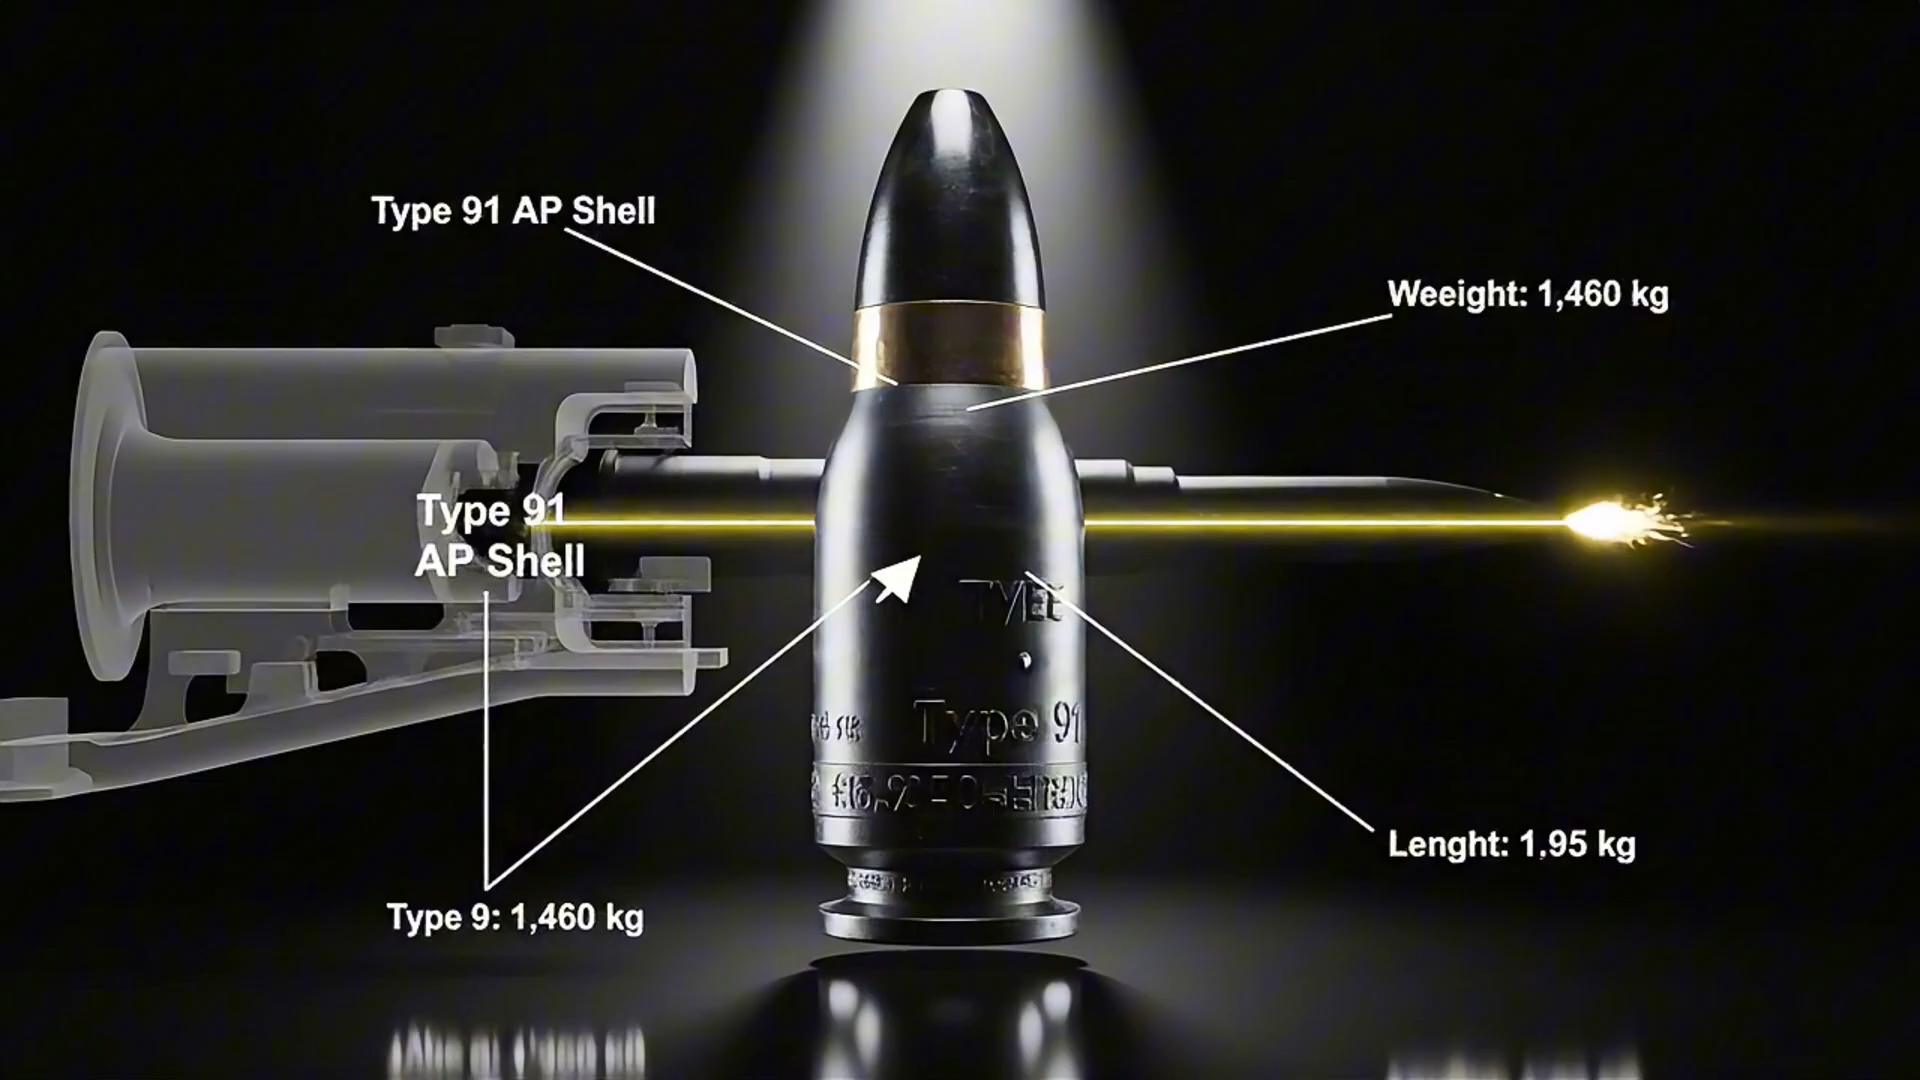 Type 91 AP Shell
Weeight: 1,460 kg
Type 91
AP Shell
TYPE
Type 91
Lenght: 1.95 kg
Type 9: 1,460 kg